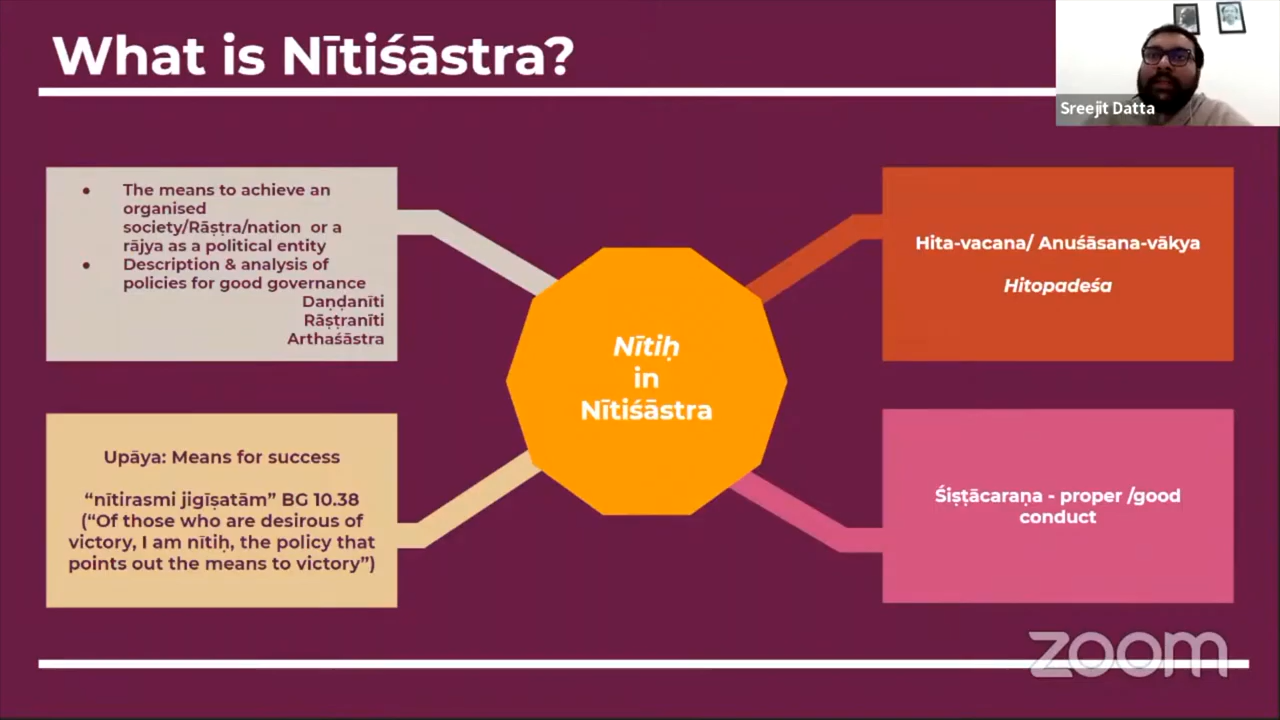 What is Nītiśāstra?
Sreejit Datta
• The means to achieve an
organised
society/Rāṣṭra/nation or a
rājya as a political entity
• Description & analysis of
policies for good governance
Daṇḍanīti
Rāṣṭranīti
Arthaśāstra
Hita-vacana/ Anuśāsana-vākya
Hitopadeśa
Nītiḥ
in
Nītiśāstra
Upāya: Means for success
“nītirasmi jigīṣatām” BG 10.38
(“Of those who are desirous of
victory, I am nītiḥ, the policy that
points out the means to victory”)
Śiṣṭācaraṇa - proper /good
conduct
zoom